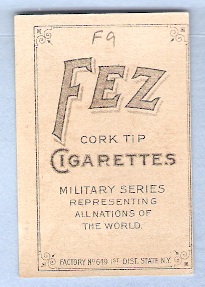 F9
FEZ
CORK TIP
CIGARETTES
MILITARY SERIES
REPRESENTING
ALL NATIONS OF
THE WORLD.
FACTORY Nº 649 1ST DIST. STATE N.Y.